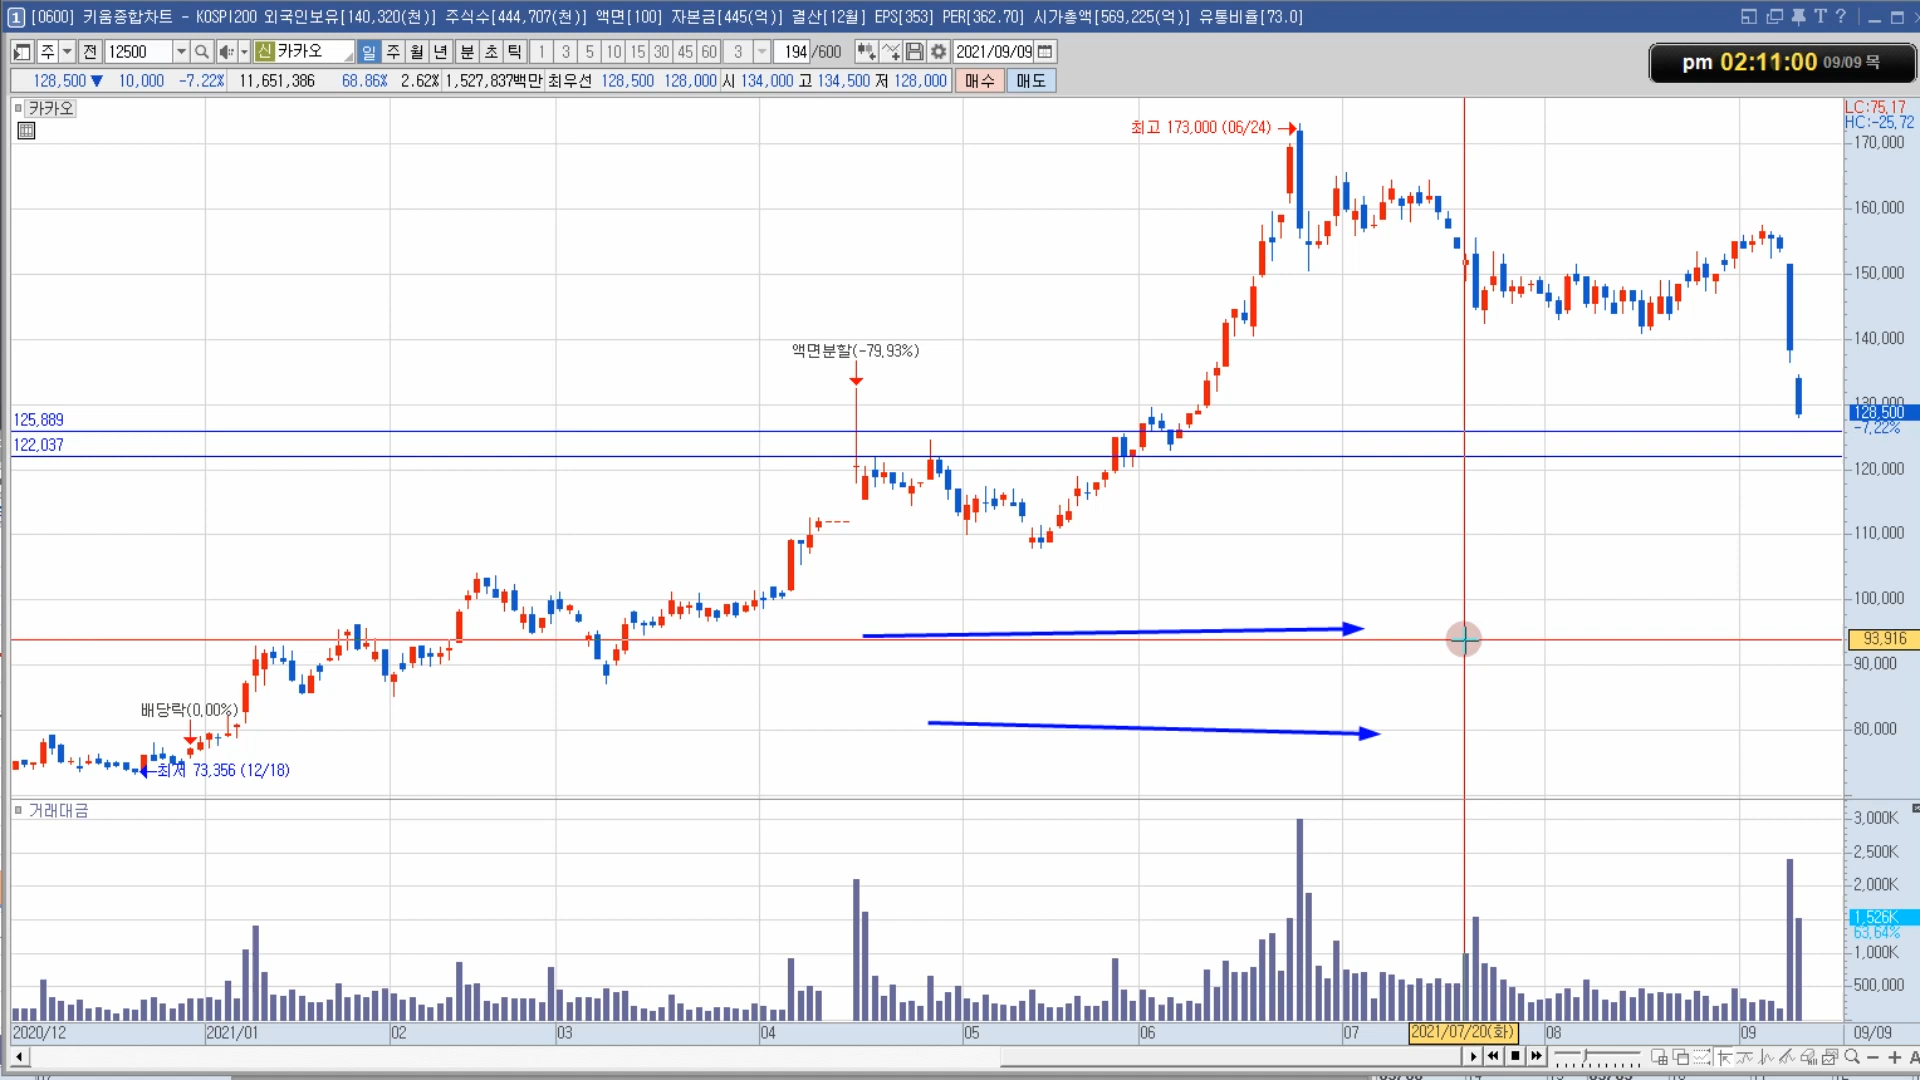 1 [0600] 키움종합차트 - KOSPI200 외국인보유[140,320(천)] 주식수[444,707(천)] 액면[100] 자본금[445(억)] 결산[12월] EPS[353] PER[362.70] 시가총액[569,225(억)] 유통비율[73.0]
주 전 12500 신 카카오 일 주 월 년 분 초 틱 1 3 5 10 15 30 45 60 3 194 /600 2021/09/09
pm 02:11:00 09/09 목
128,500 ▼ 10,000 -7.22% 11,651,386 68.86% 2.62% 1,527,837백만 최우선 128,500 128,000 시 134,000 고 134,500 저 128,000 매수 매도
카카오
LC:75,17
HC:-25,72
최고 173,000 (06/24)
170,000
160,000
150,000
140,000
액면분할(-79,93%)
130,000
128,500
-7,22%
125,889
122,037
120,000
110,000
100,000
93,916
90,000
배당락(0,00%)
80,000
최저 73,356 (12/18)
거래대금
3,000K
2,500K
2,000K
1,526K
63,64%
1,000K
500,000
2020/12 2021/01 02 03 04 05 06 07 2021/07/20(화) 08 09 09/09